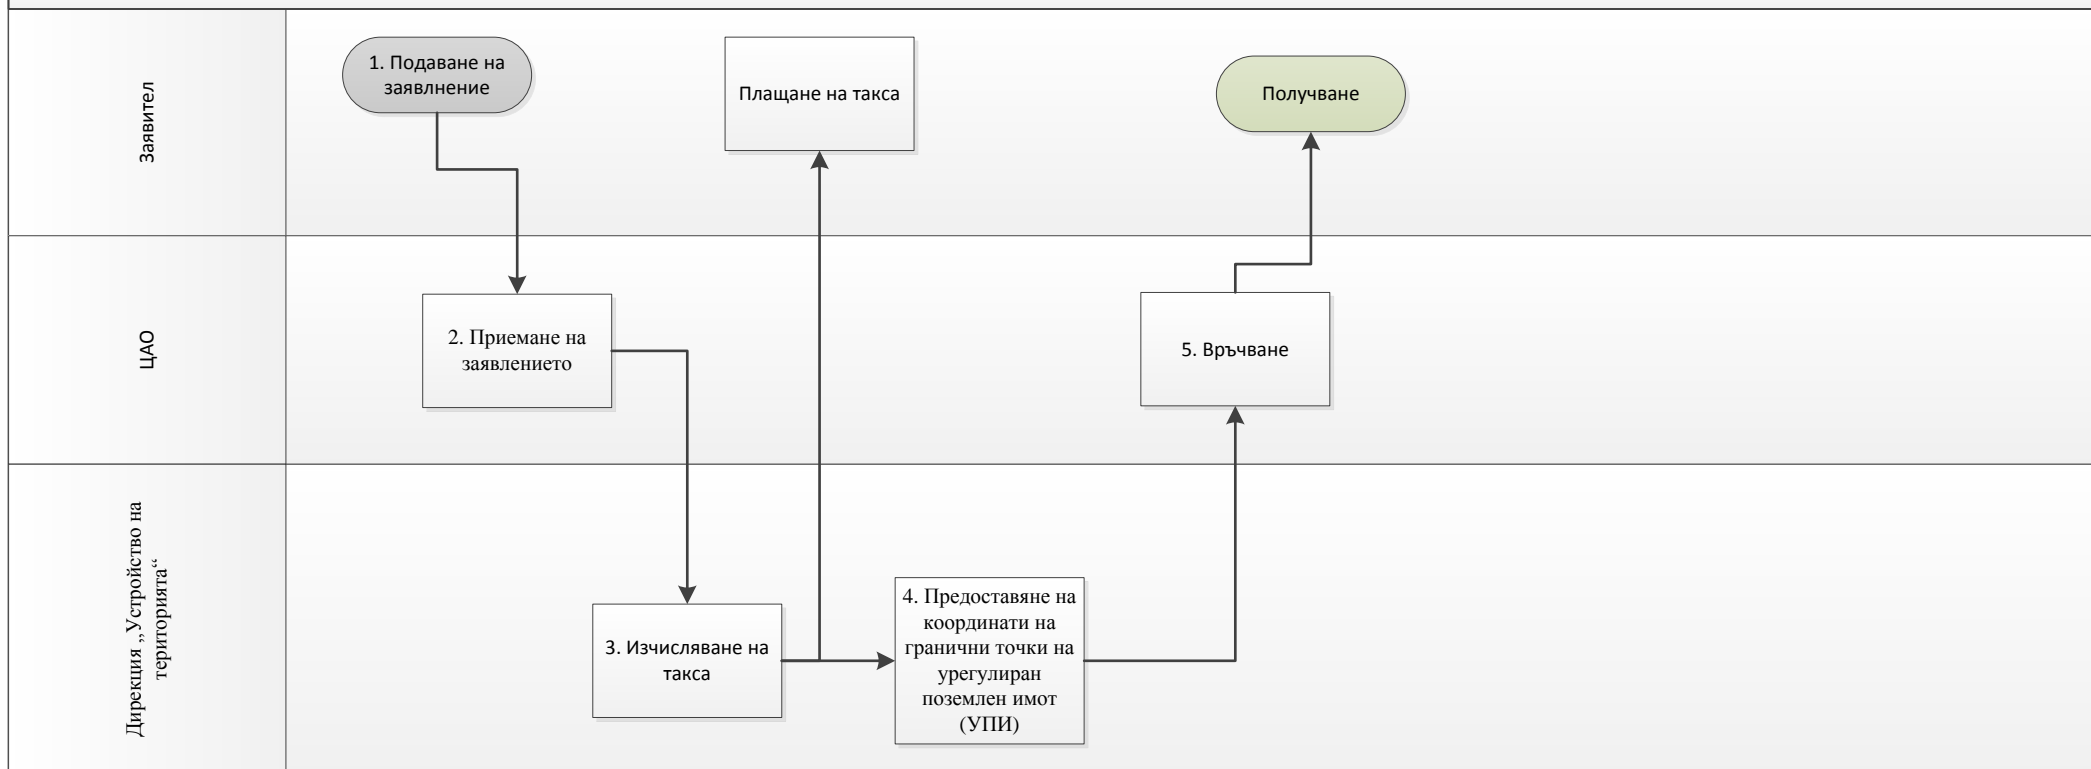 Заявител
1. Подаване на
заявлнение
Плащане на такса
Получване
ЦАО
2. Приемане на
заявлението
5. Връчване
Дирекция „Устройство на
територията“
3. Изчисляване на
такса
4. Предоставяне на
координати на
гранични точки на
урегулиран
поземлен имот
(УПИ)